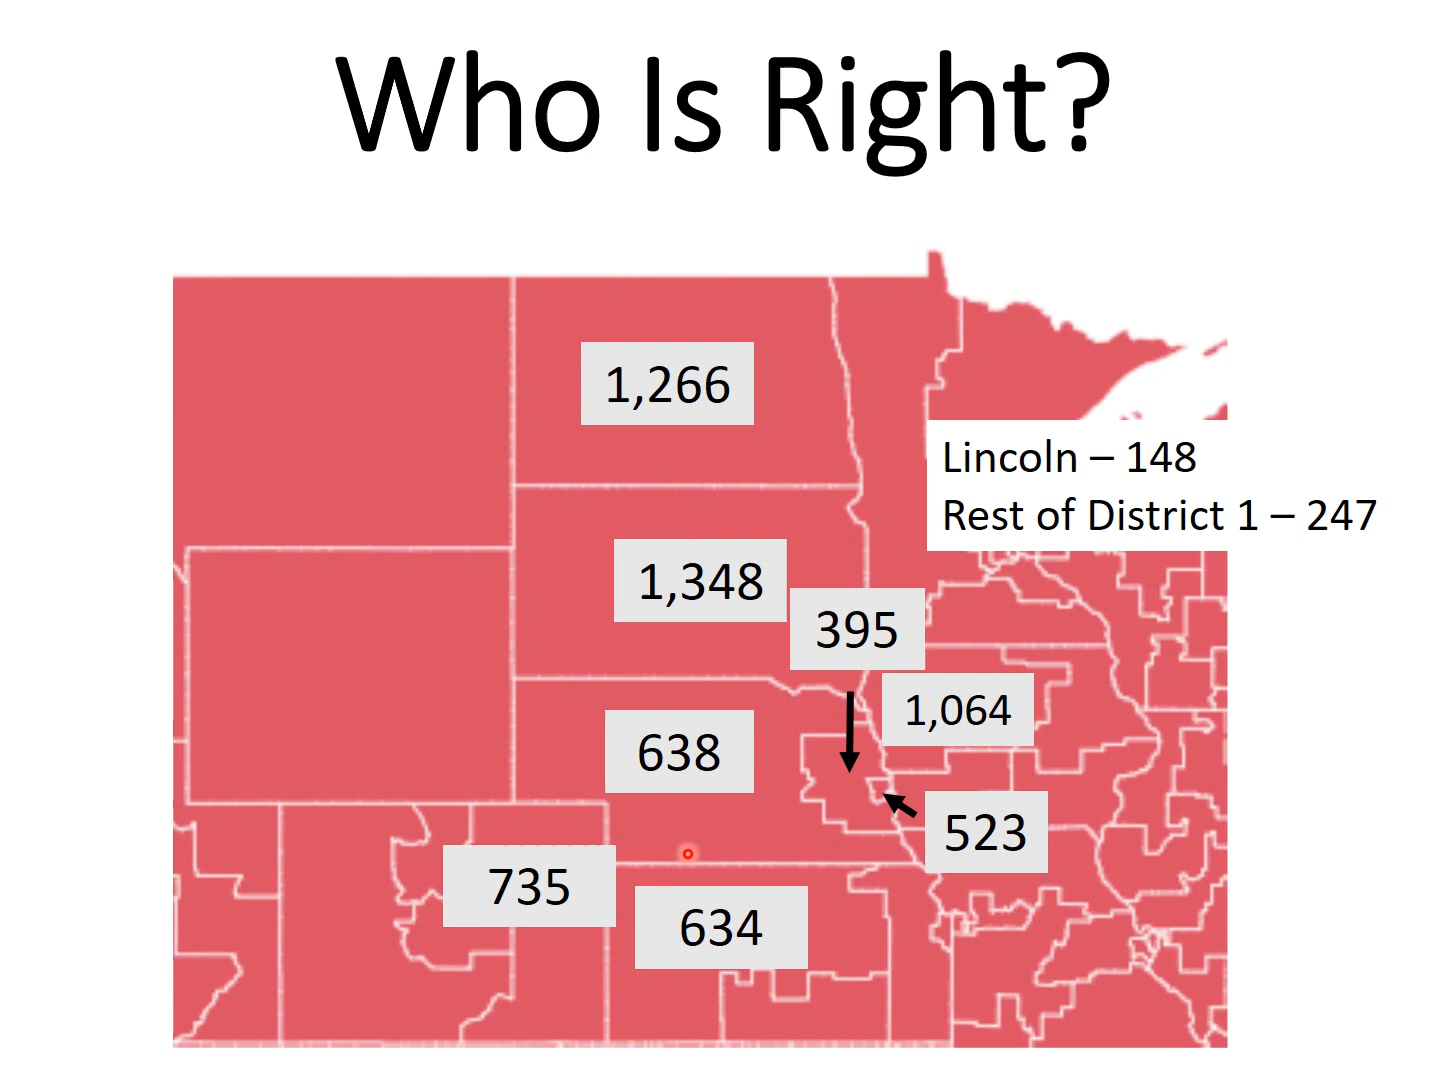 Who Is Right?
1,266
Lincoln – 148
Rest of District 1 – 247
1,348
395
1,064
638
523
735
634